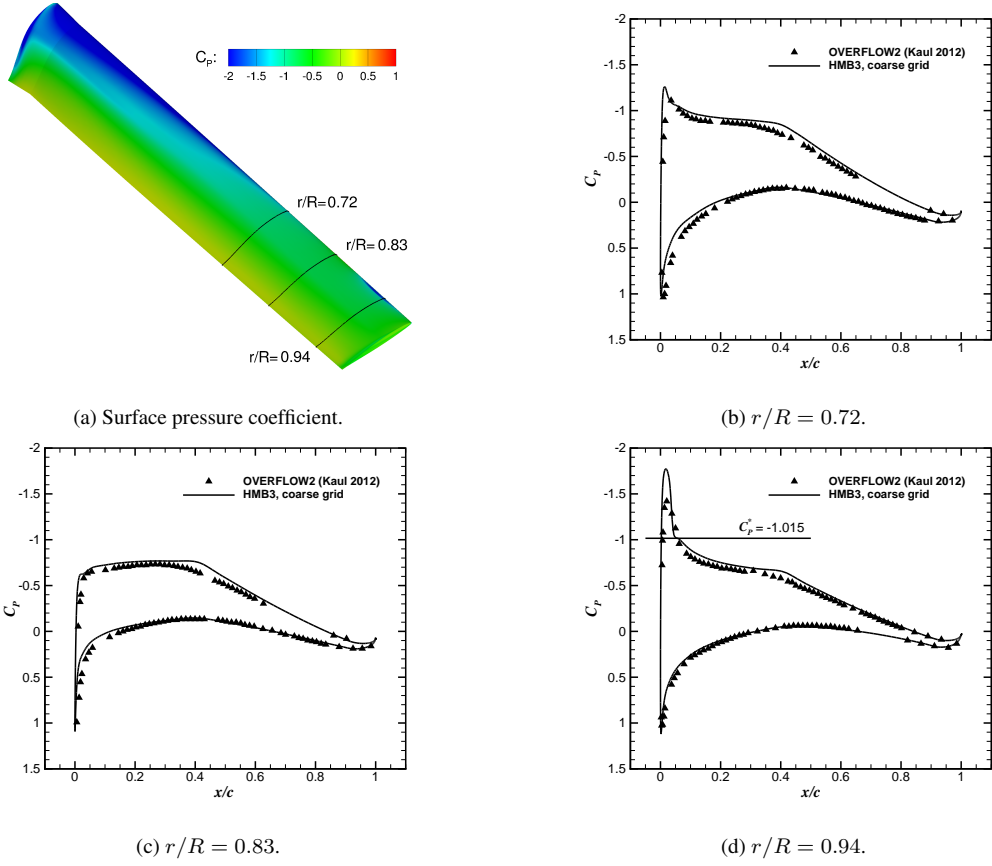 C_P:
-2 -1.5 -1 -0.5 0 0.5 1
r/R= 0.72
r/R= 0.83
r/R= 0.94
(a) Surface pressure coefficient.
-2
-1.5
-1
-0.5
0
0.5
1
1.5
C_P
OVERFLOW2 (Kaul 2012)
HMB3, coarse grid
0 0.2 0.4 0.6 0.8 1
x/c
(b) r/R = 0.72.
-2
-1.5
-1
-0.5
0
0.5
1
1.5
C_P
OVERFLOW2 (Kaul 2012)
HMB3, coarse grid
0 0.2 0.4 0.6 0.8 1
x/c
(c) r/R = 0.83.
-2
-1.5
-1
-0.5
0
0.5
1
1.5
C_P
OVERFLOW2 (Kaul 2012)
HMB3, coarse grid
C_P^* = -1.015
0 0.2 0.4 0.6 0.8 1
x/c
(d) r/R = 0.94.